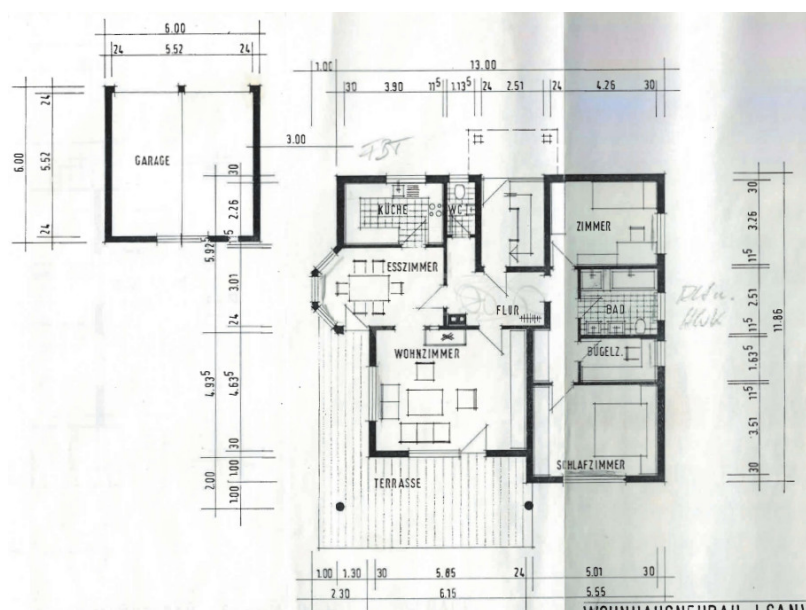 6.00
24 5.52 24
13.00
1.00
30 3.90 11⁵ 1.13⁵ 24 2.51 24 4.26 30
3.00
6.00
24
5.52
24
GARAGE
30
2.26
5.92⁵
3.01
24
4.93⁵
4.63⁵
30
2.00
1.00
1.00
KÜCHE
WC
ZIMMER
ESSZIMMER
FLUR
BAD
WOHNZIMMER
BÜGELZ.
SCHLAFZIMMER
TERRASSE
30
3.26
11⁵
2.51
11⁵
1.63⁵
11⁵
3.51
30
11.86
1.00 1.30 30 5.85 24 5.01 30
2.30 6.15 5.55